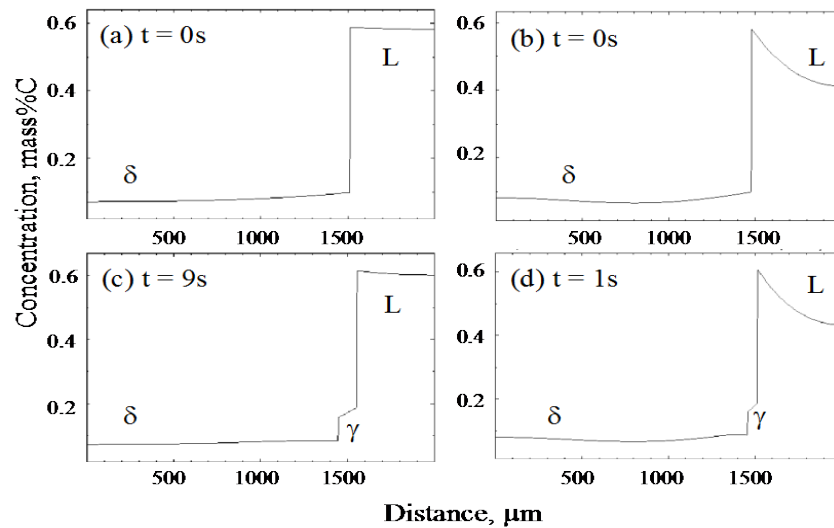 Concentration, mass%C
(a) t = 0s
L
δ
0.6
0.4
0.2
500 1000 1500
(b) t = 0s
L
δ
0.6
0.4
0.2
500 1000 1500
(c) t = 9s
L
δ
γ
0.6
0.4
0.2
500 1000 1500
(d) t = 1s
L
δ
γ
0.6
0.4
0.2
500 1000 1500
Distance, μm